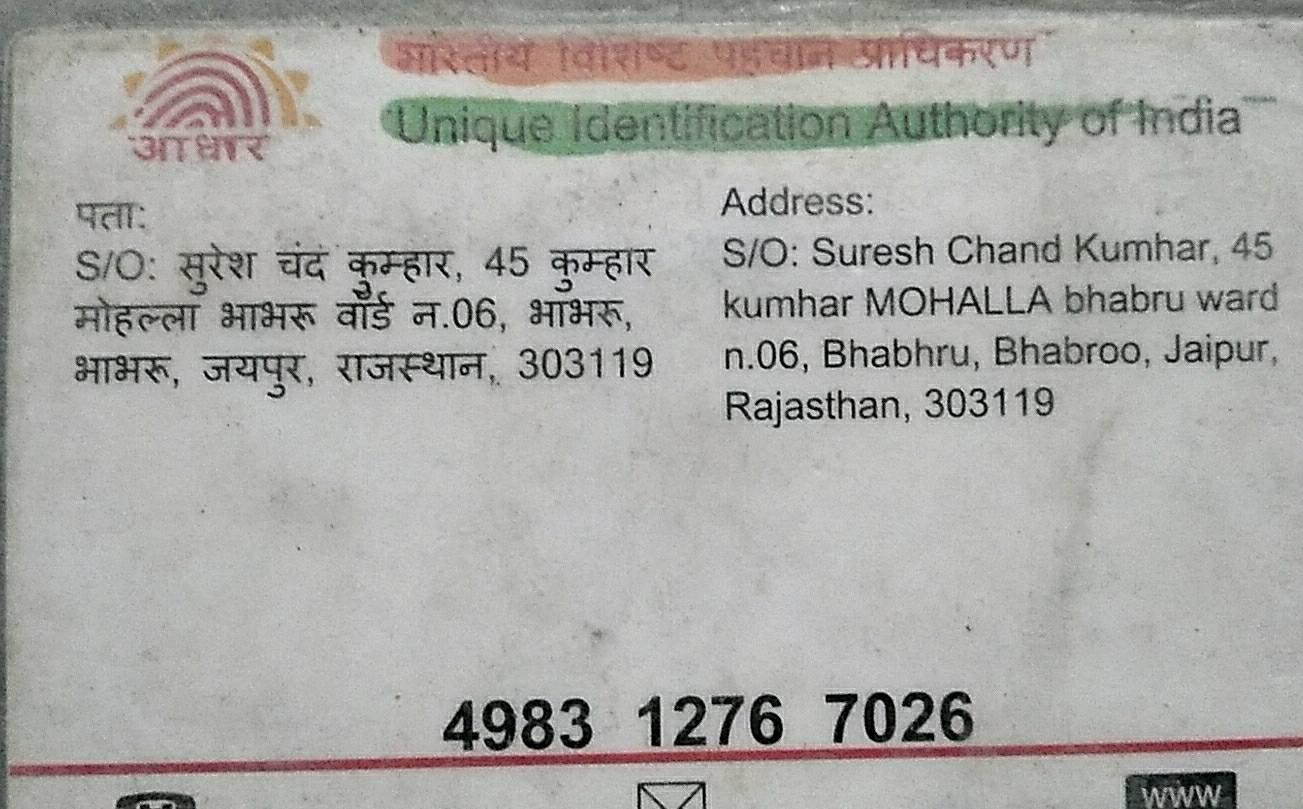 भारतीय विशिष्ट पहचान प्राधिकरण
Unique Identification Authority of India
आधार
पता:
S/O: सुरेश चंद कुम्हार, 45 कुम्हार
मोहल्ला भाभरू वॉर्ड न.06, भाभरू,
भाभरू, जयपुर, राजस्थान, 303119
Address:
S/O: Suresh Chand Kumhar, 45
kumhar MOHALLA bhabru ward
n.06, Bhabhru, Bhabroo, Jaipur,
Rajasthan, 303119
4983 1276 7026
www